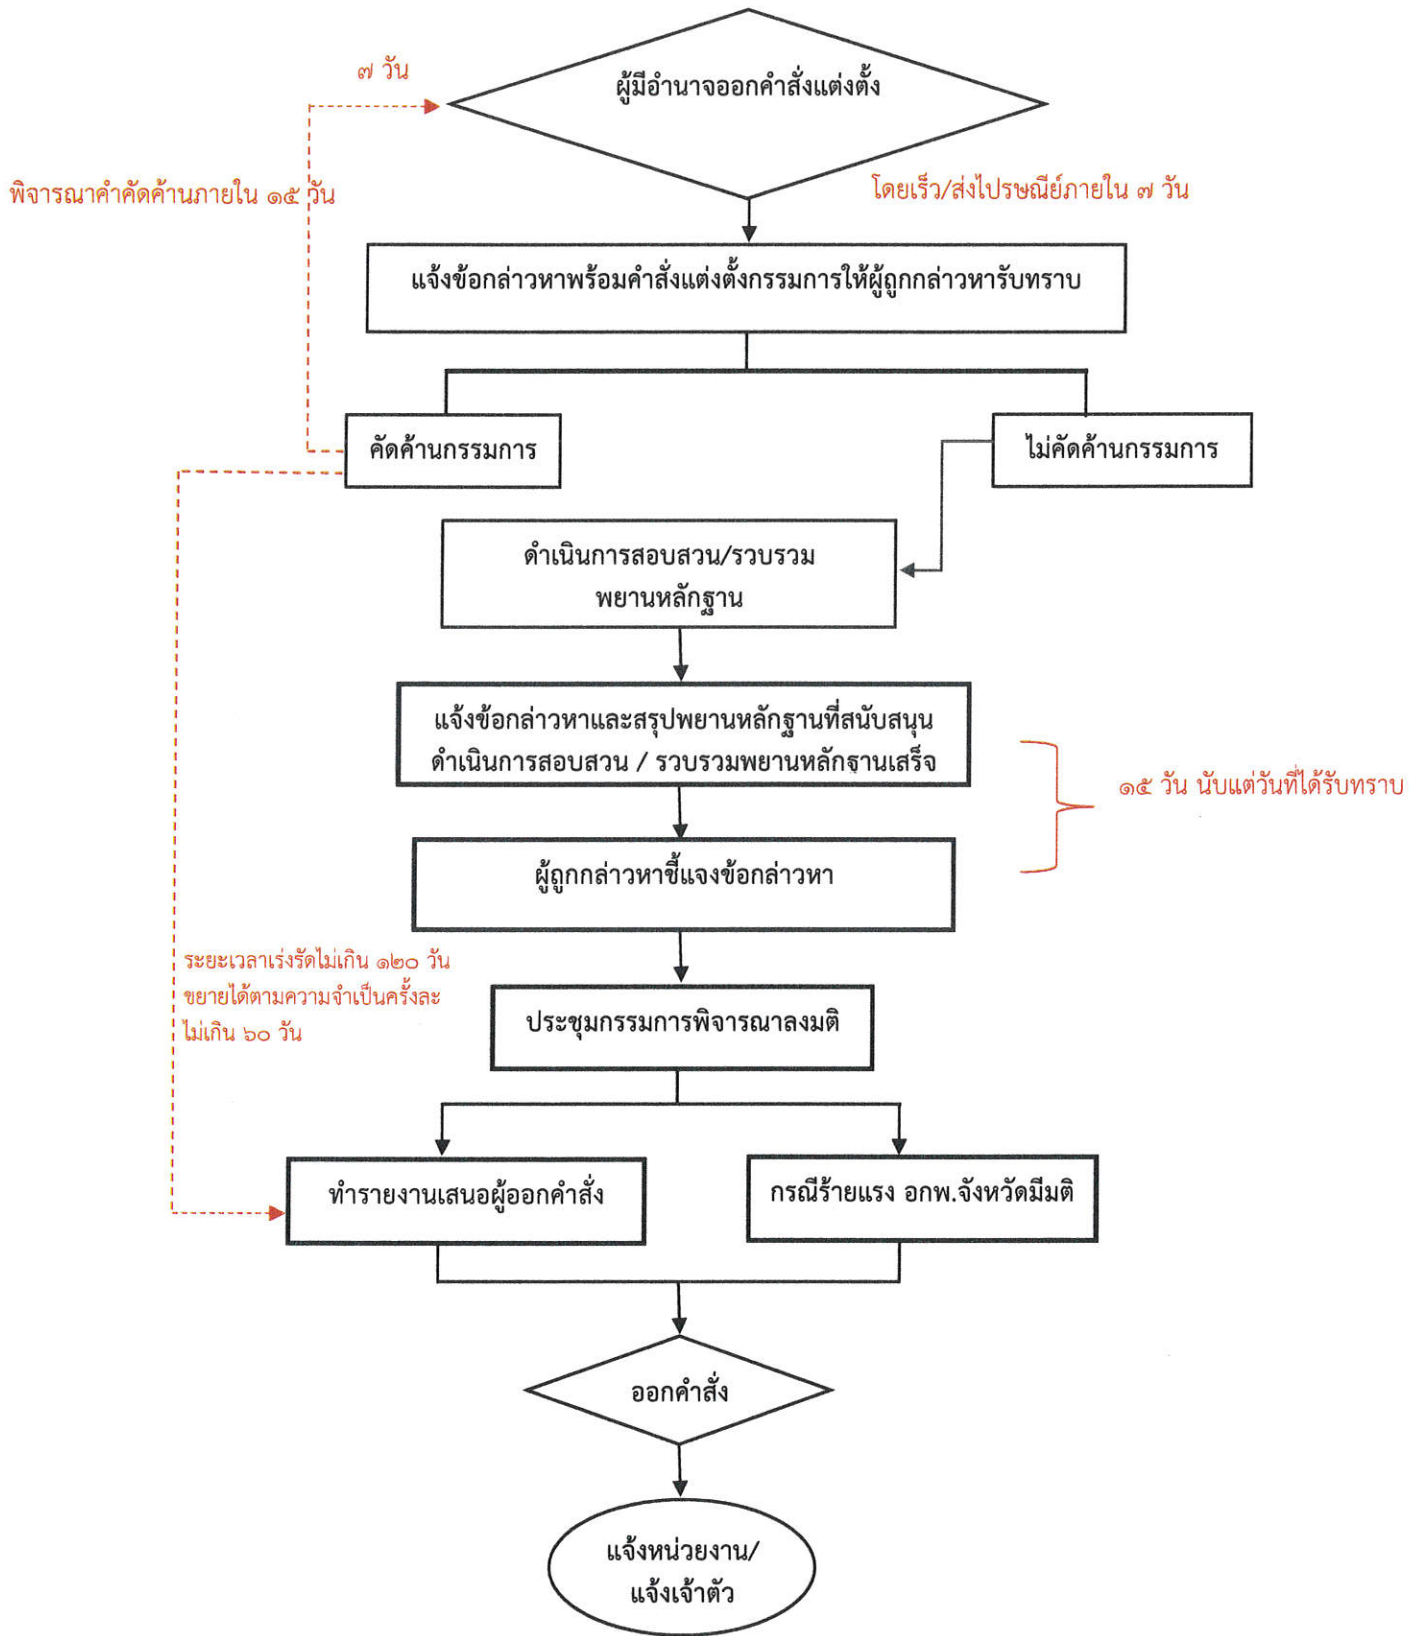 ๗ วัน
ผู้มีอำนาจออกคำสั่งแต่งตั้ง
พิจารณาคำคัดค้านภายใน ๑๕ วัน
โดยเร็ว/ส่งไปรษณีย์ภายใน ๗ วัน
แจ้งข้อกล่าวหาพร้อมคำสั่งแต่งตั้งกรรมการให้ผู้ถูกกล่าวหารับทราบ
คัดค้านกรรมการ
ไม่คัดค้านกรรมการ
ดำเนินการสอบสวน/รวบรวม
พยานหลักฐาน
แจ้งข้อกล่าวหาและสรุปพยานหลักฐานที่สนับสนุน
ดำเนินการสอบสวน / รวบรวมพยานหลักฐานเสร็จ
๑๕ วัน นับแต่วันที่ได้รับทราบ
ผู้ถูกกล่าวหาชี้แจงข้อกล่าวหา
ระยะเวลาเร่งรัดไม่เกิน ๑๒๐ วัน
ขยายได้ตามความจำเป็นครั้งละ
ไม่เกิน ๖๐ วัน
ประชุมกรรมการพิจารณาลงมติ
ทำรายงานเสนอผู้ออกคำสั่ง
กรณีร้ายแรง อกพ.จังหวัดมีมติ
ออกคำสั่ง
แจ้งหน่วยงาน/
แจ้งเจ้าตัว